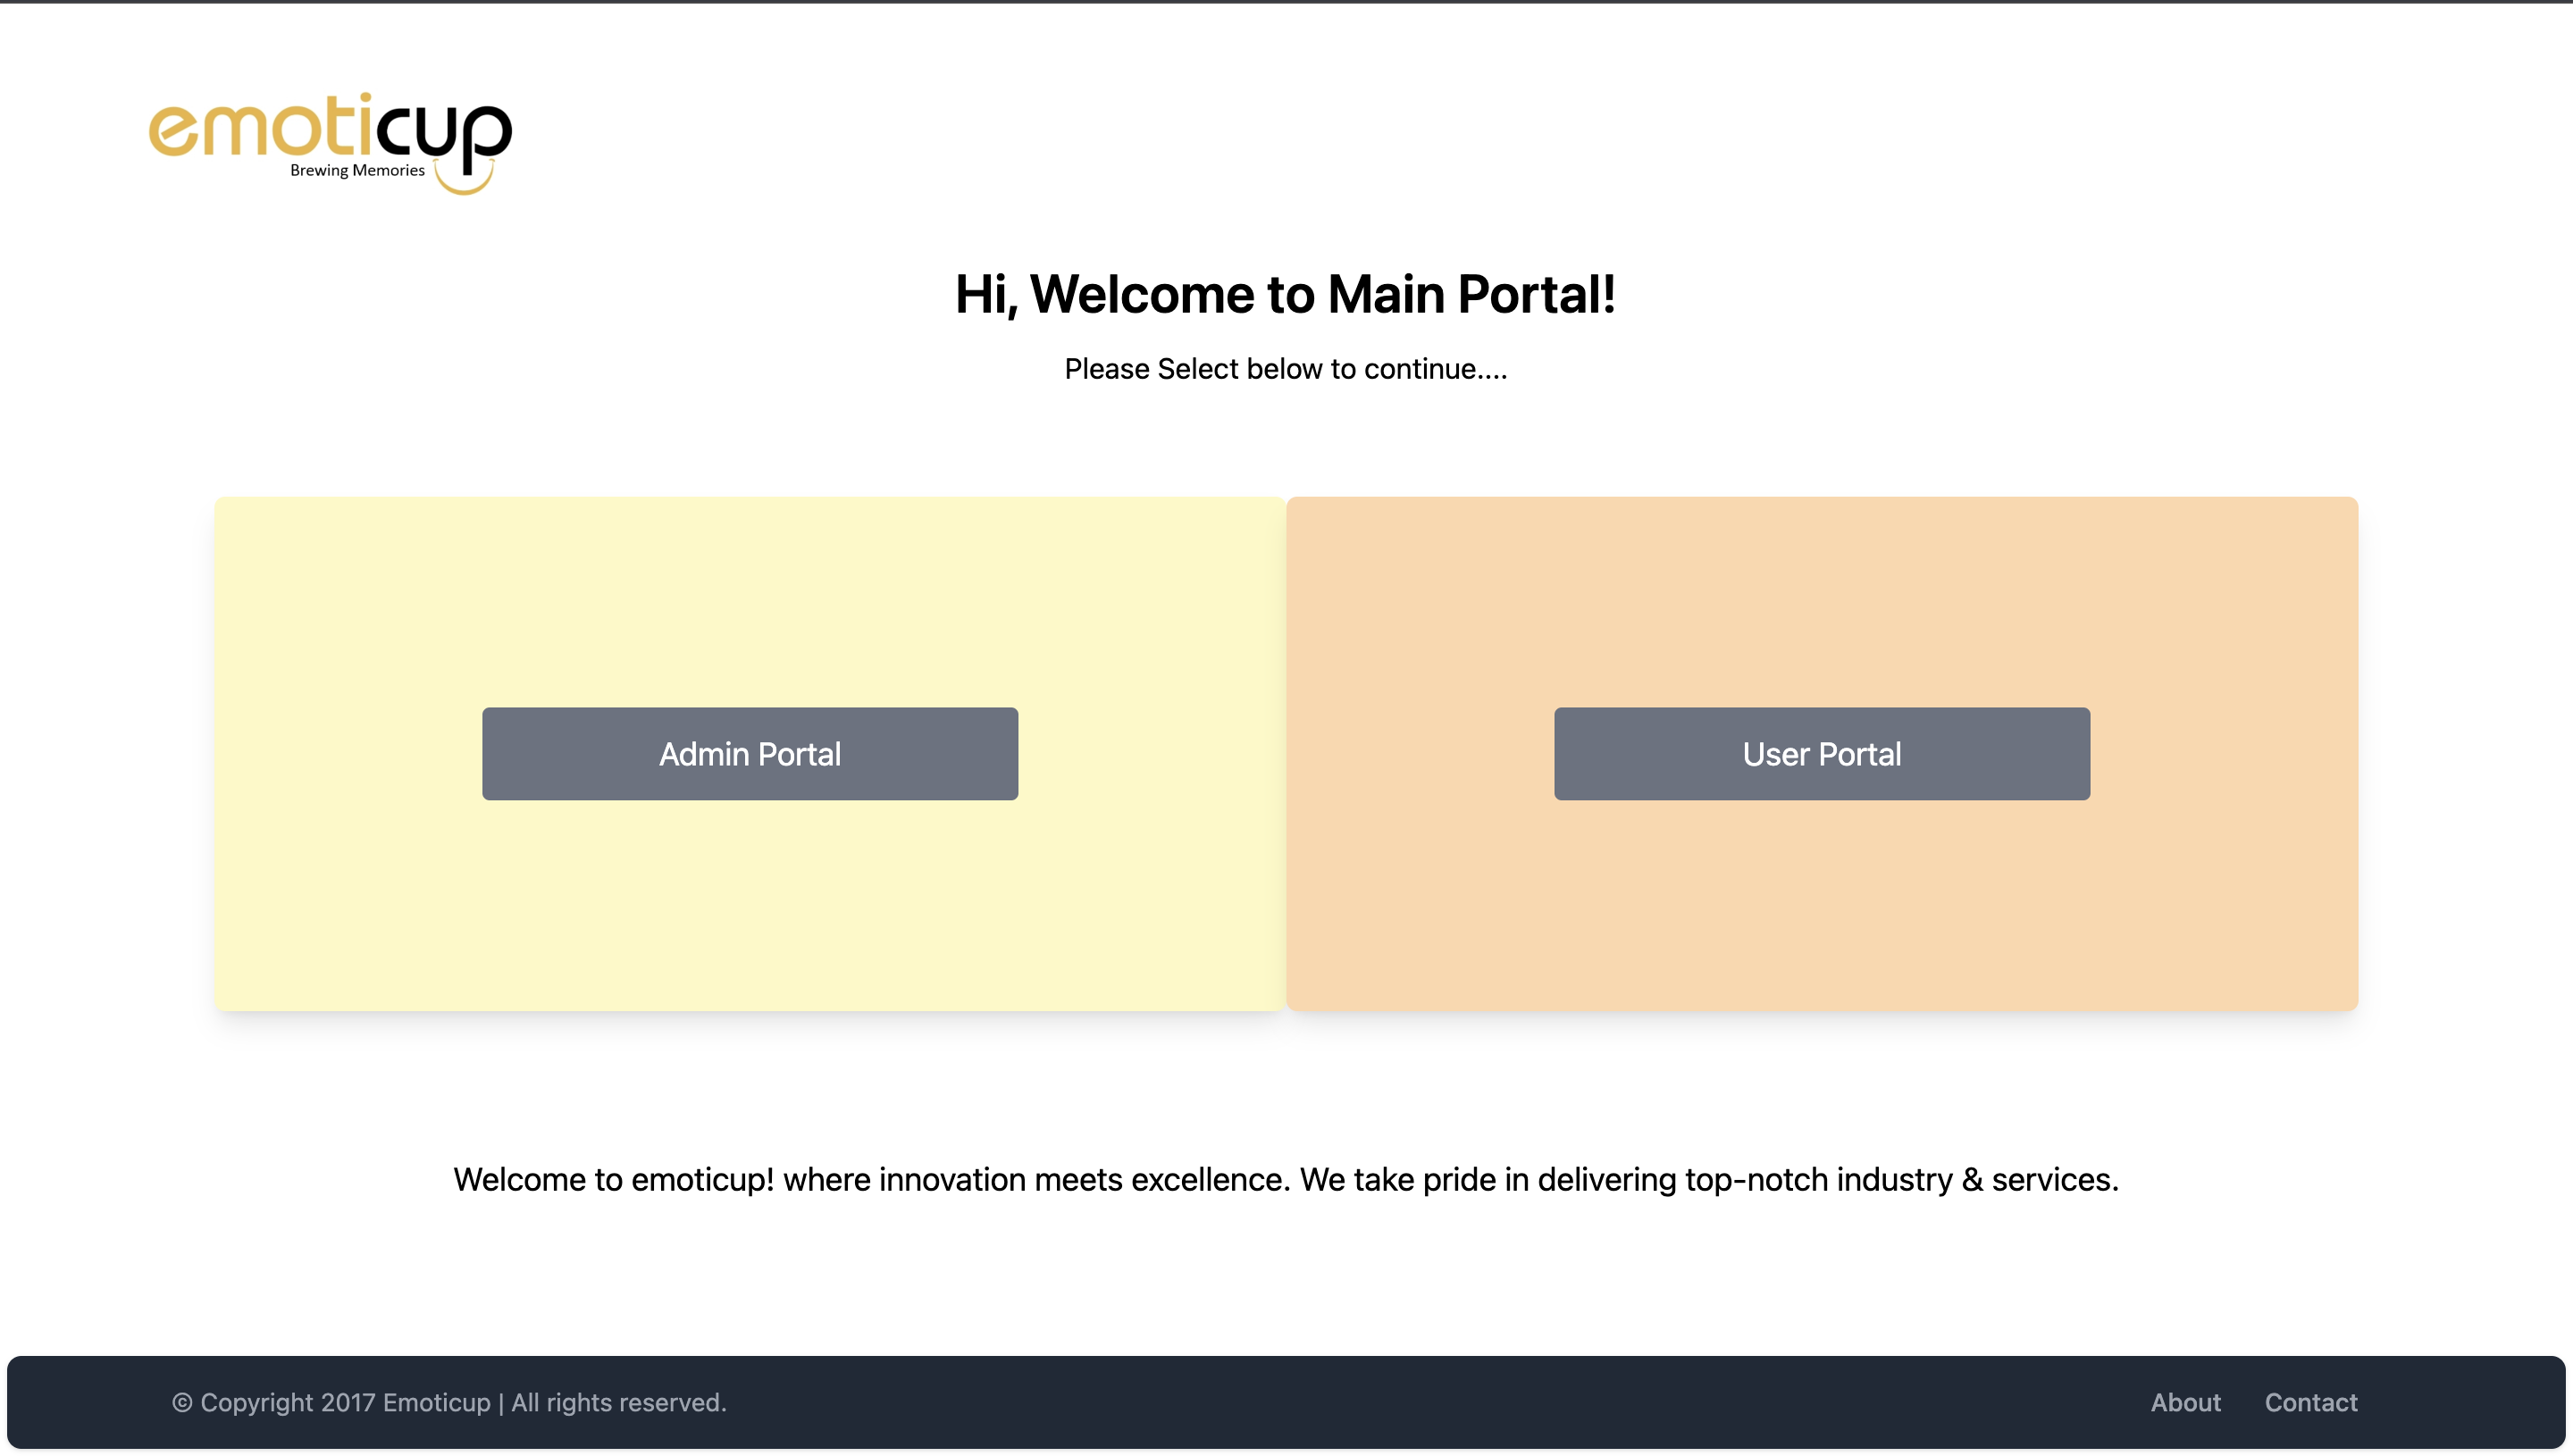 emoticup
Brewing Memories
Hi, Welcome to Main Portal!
Please Select below to continue....
Admin Portal
User Portal
Welcome to emoticup! where innovation meets excellence. We take pride in delivering top-notch industry & services.
© Copyright 2017 Emoticup | All rights reserved.
About
Contact